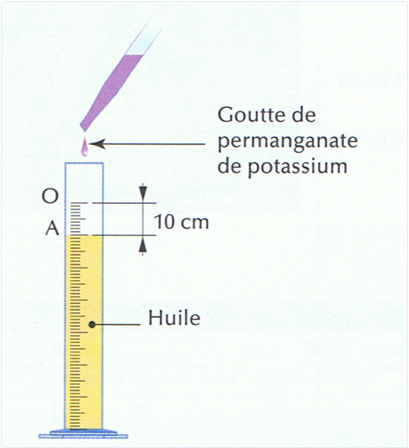 Goutte de
permanganate
de potassium
O
10 cm
A
Huile